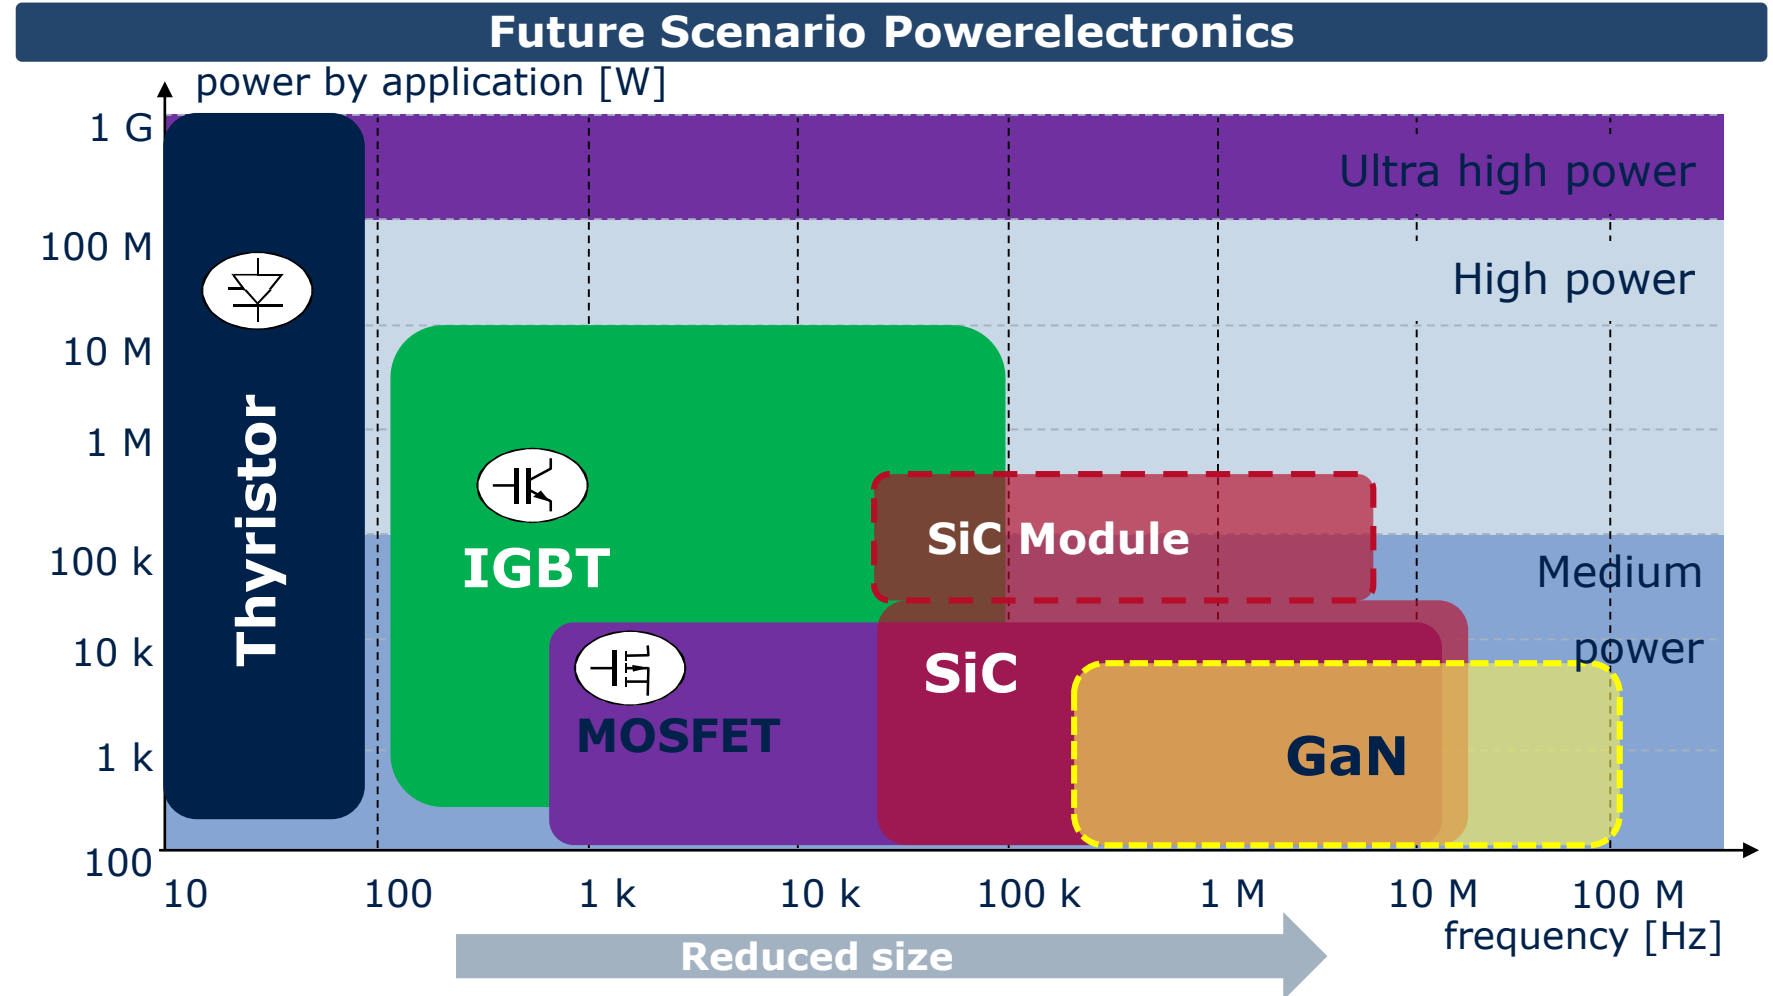 Future Scenario Powerelectronics
power by application [W]
1 G
Ultra high power
100 M
High power
10 M
1 M
Thyristor
IGBT
SiC Module
100 k
Medium
power
10 k
SiC
MOSFET
GaN
1 k
100
10
100
1 k
10 k
100 k
1 M
10 M
100 M
frequency [Hz]
Reduced size